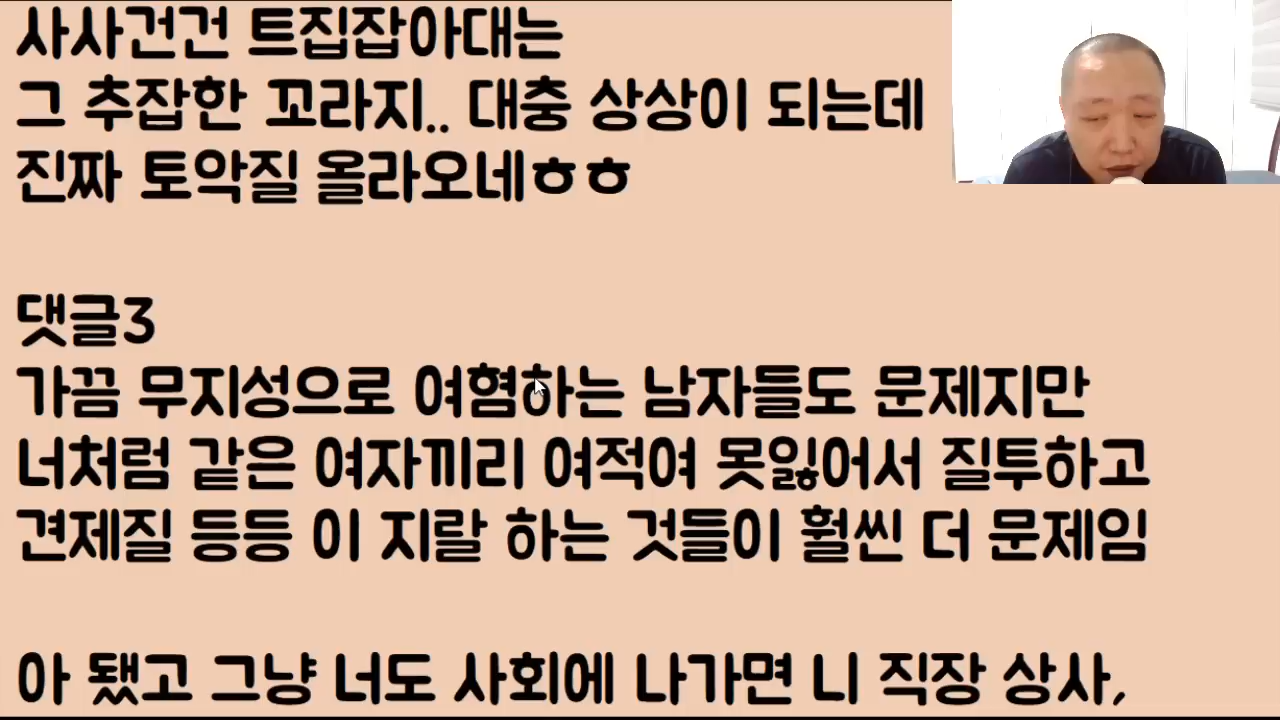 사사건건 트집잡아대는
그 추잡한 꼬라지.. 대충 상상이 되는데
진짜 토악질 올라오네ㅎㅎ
댓글3
가끔 무지성으로 여혐하는 남자들도 문제지만
너처럼 같은 여자끼리 여적여 못잃어서 질투하고
견제질 등등 이 지랄 하는 것들이 훨씬 더 문제임
아 됐고 그냥 너도 사회에 나가면 니 직장 상사,